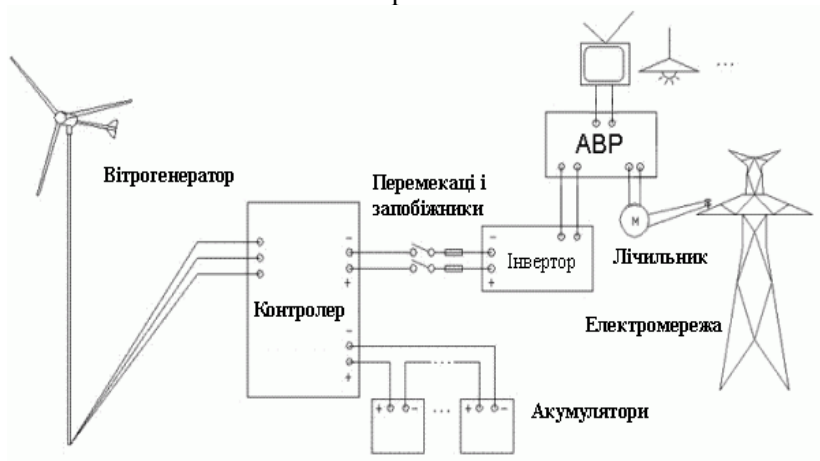 АВР
Вітрогенератор
Перемекаці і
запобіжники
М
Інвертор
Лічильник
Контролер
Електромережа
Акумулятори
- 
+
-
+
-
+
+ -
...
+ -
...
...